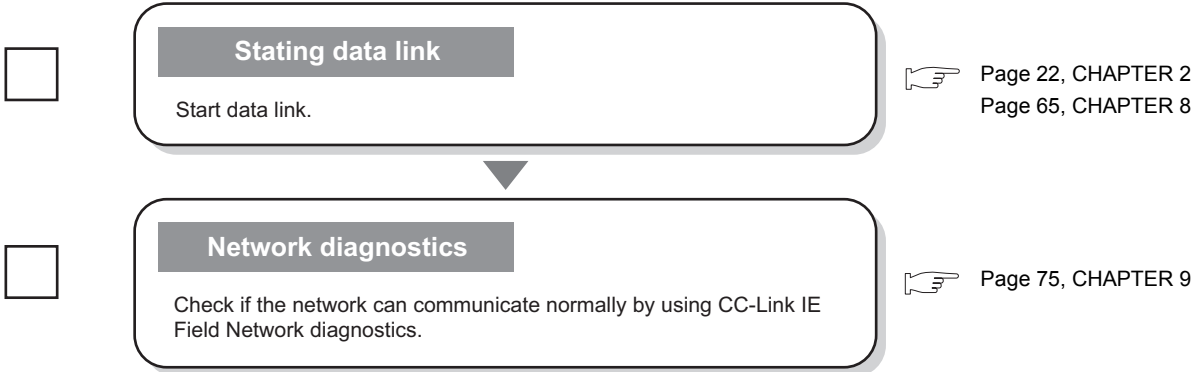 Stating data link
Start data link.
Page 22, CHAPTER 2
Page 65, CHAPTER 8
Network diagnostics
Check if the network can communicate normally by using CC-Link IE
Field Network diagnostics.
Page 75, CHAPTER 9